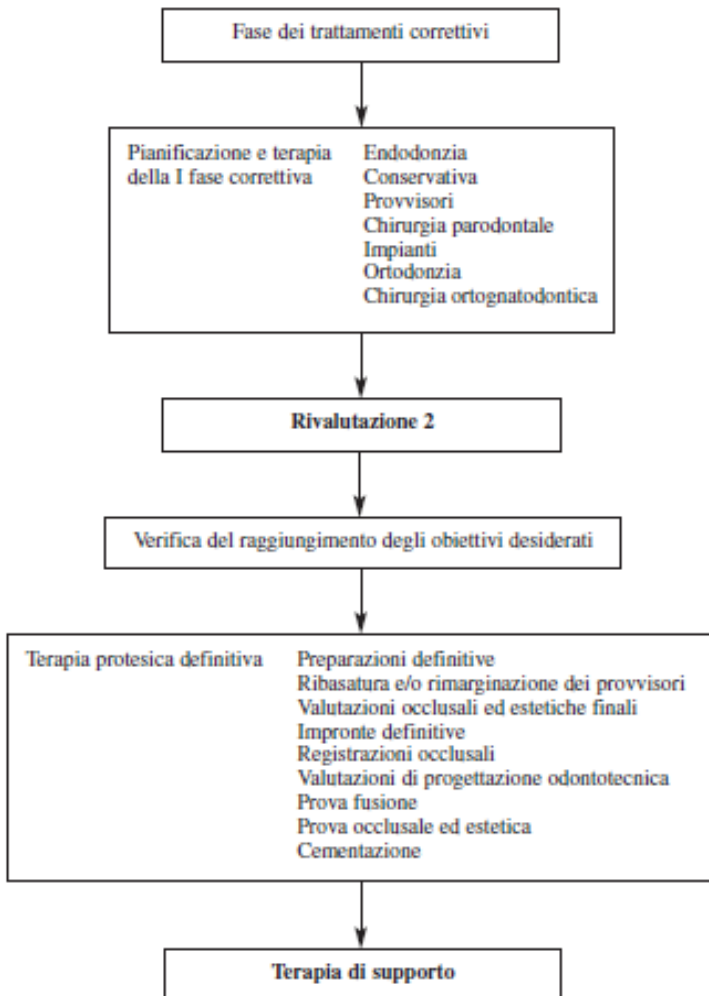 Fase dei trattamenti correttivi
Pianificazione e terapia
della I fase correttiva
Endodonzia
Conservativa
Provvisori
Chirurgia parodontale
Impianti
Ortodonzia
Chirurgia ortognatodontica
Rivalutazione 2
Verifica del raggiungimento degli obiettivi desiderati
Terapia protesica definitiva
Preparazioni definitive
Ribasatura e/o rimarginazione dei provvisori
Valutazioni occlusali ed estetiche finali
Impronte definitive
Registrazioni occlusali
Valutazioni di progettazione odontotecnica
Prova fusione
Prova occlusale ed estetica
Cementazione
Terapia di supporto